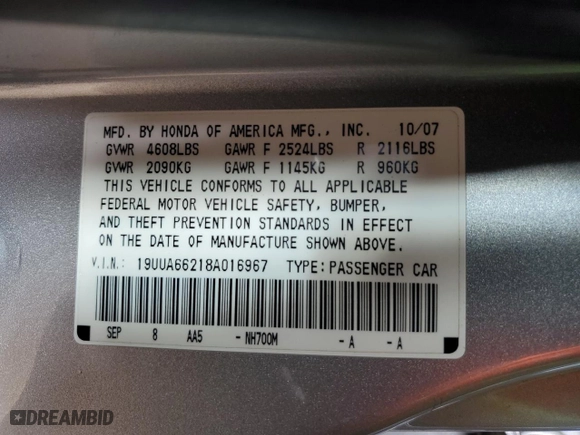 MFD. BY HONDA OF AMERICA MFG., INC. 10/07
GVWR 4608LBS GAWR F 2524LBS R 2116LBS
GVWR 2090KG GAWR F 1145KG R 960KG
THIS VEHICLE CONFORMS TO ALL APPLICABLE
FEDERAL MOTOR VEHICLE SAFETY, BUMPER,
AND THEFT PREVENTION STANDARDS IN EFFECT
ON THE DATE OF MANUFACTURE SHOWN ABOVE.
V.I.N.: 19UUA66218A016967 TYPE: PASSENGER CAR
SEP 8 AA5 - NH700M - A - A
DREAMBID